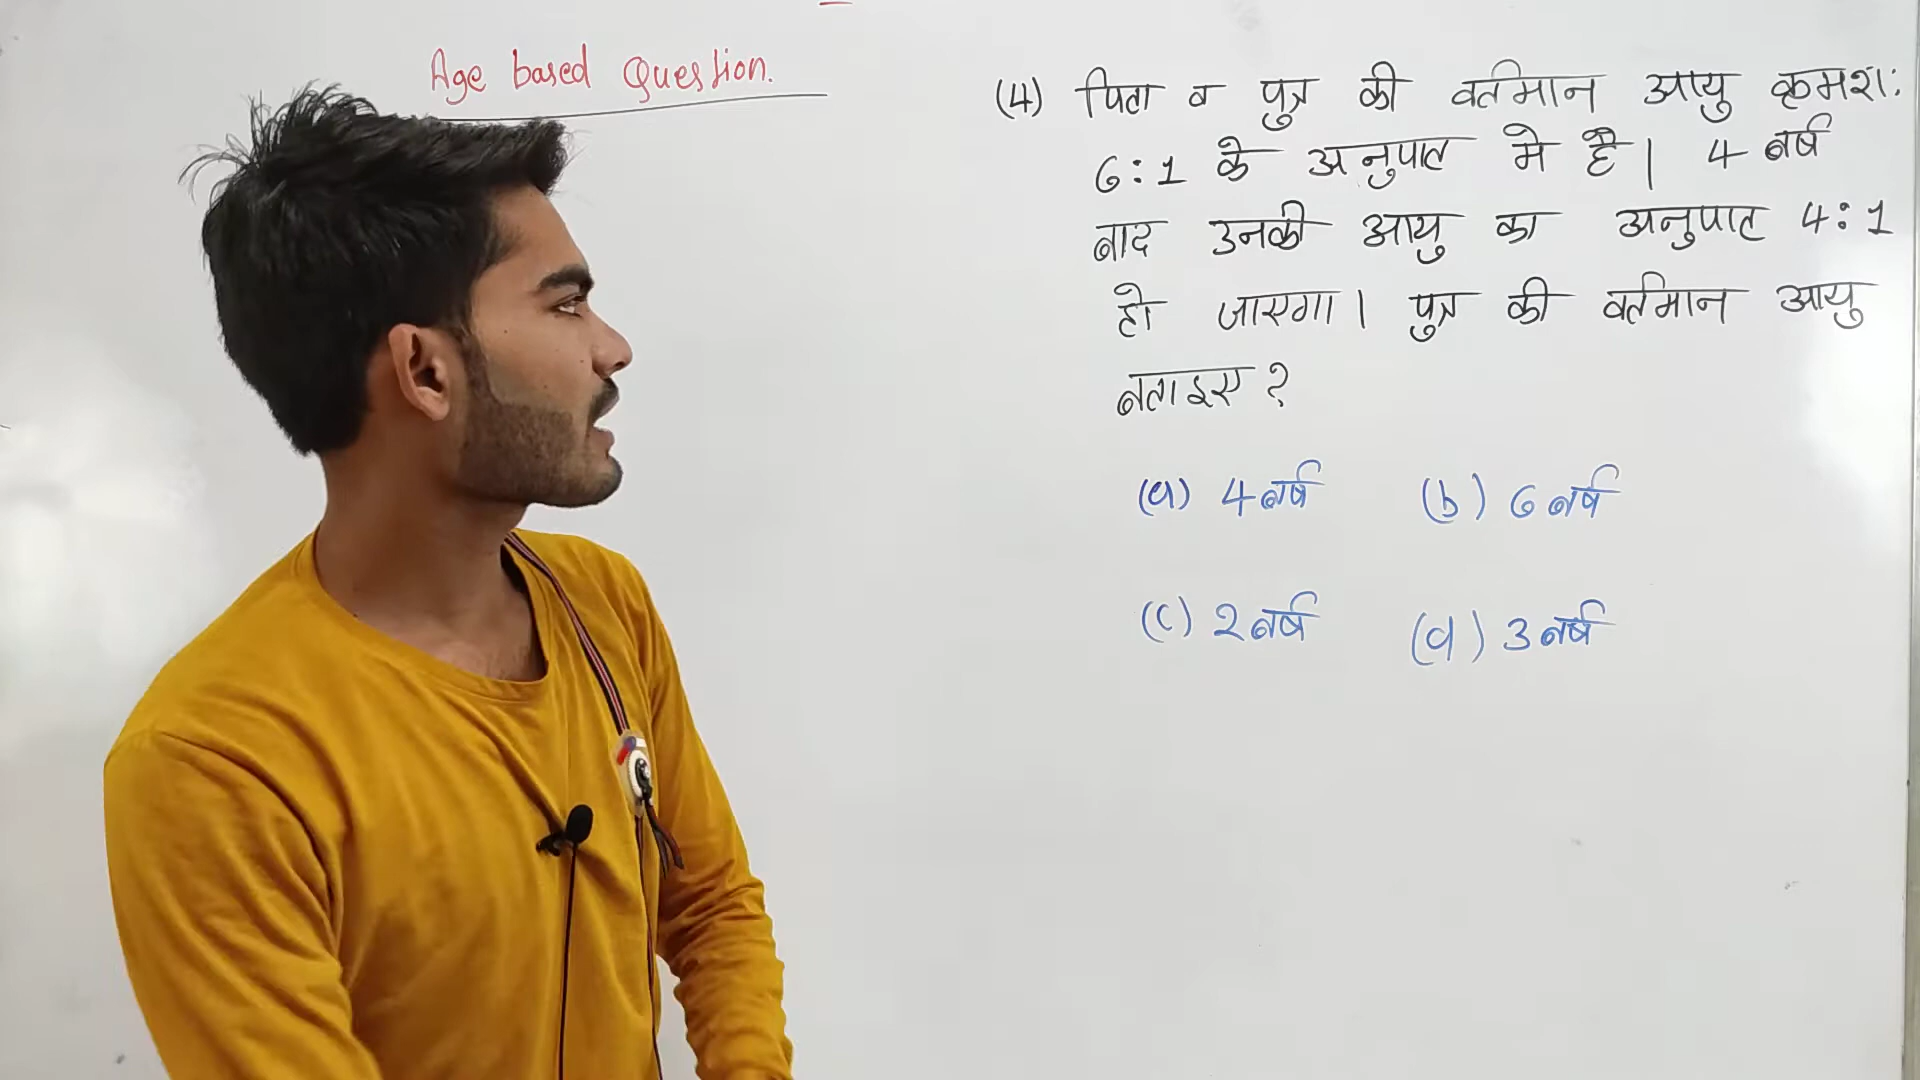 Age based Question.
(4) पिता व पुत्र की वर्तमान आयु क्रमश:
6:1 के अनुपात मे है। 4 वर्ष
बाद उनकी आयु का अनुपात 4:1
हो जाएगा। पुत्र की वर्तमान आयु
बताइए?
(a) 4 वर्ष (b) 6 वर्ष
(c) 2 वर्ष (d) 3 वर्ष